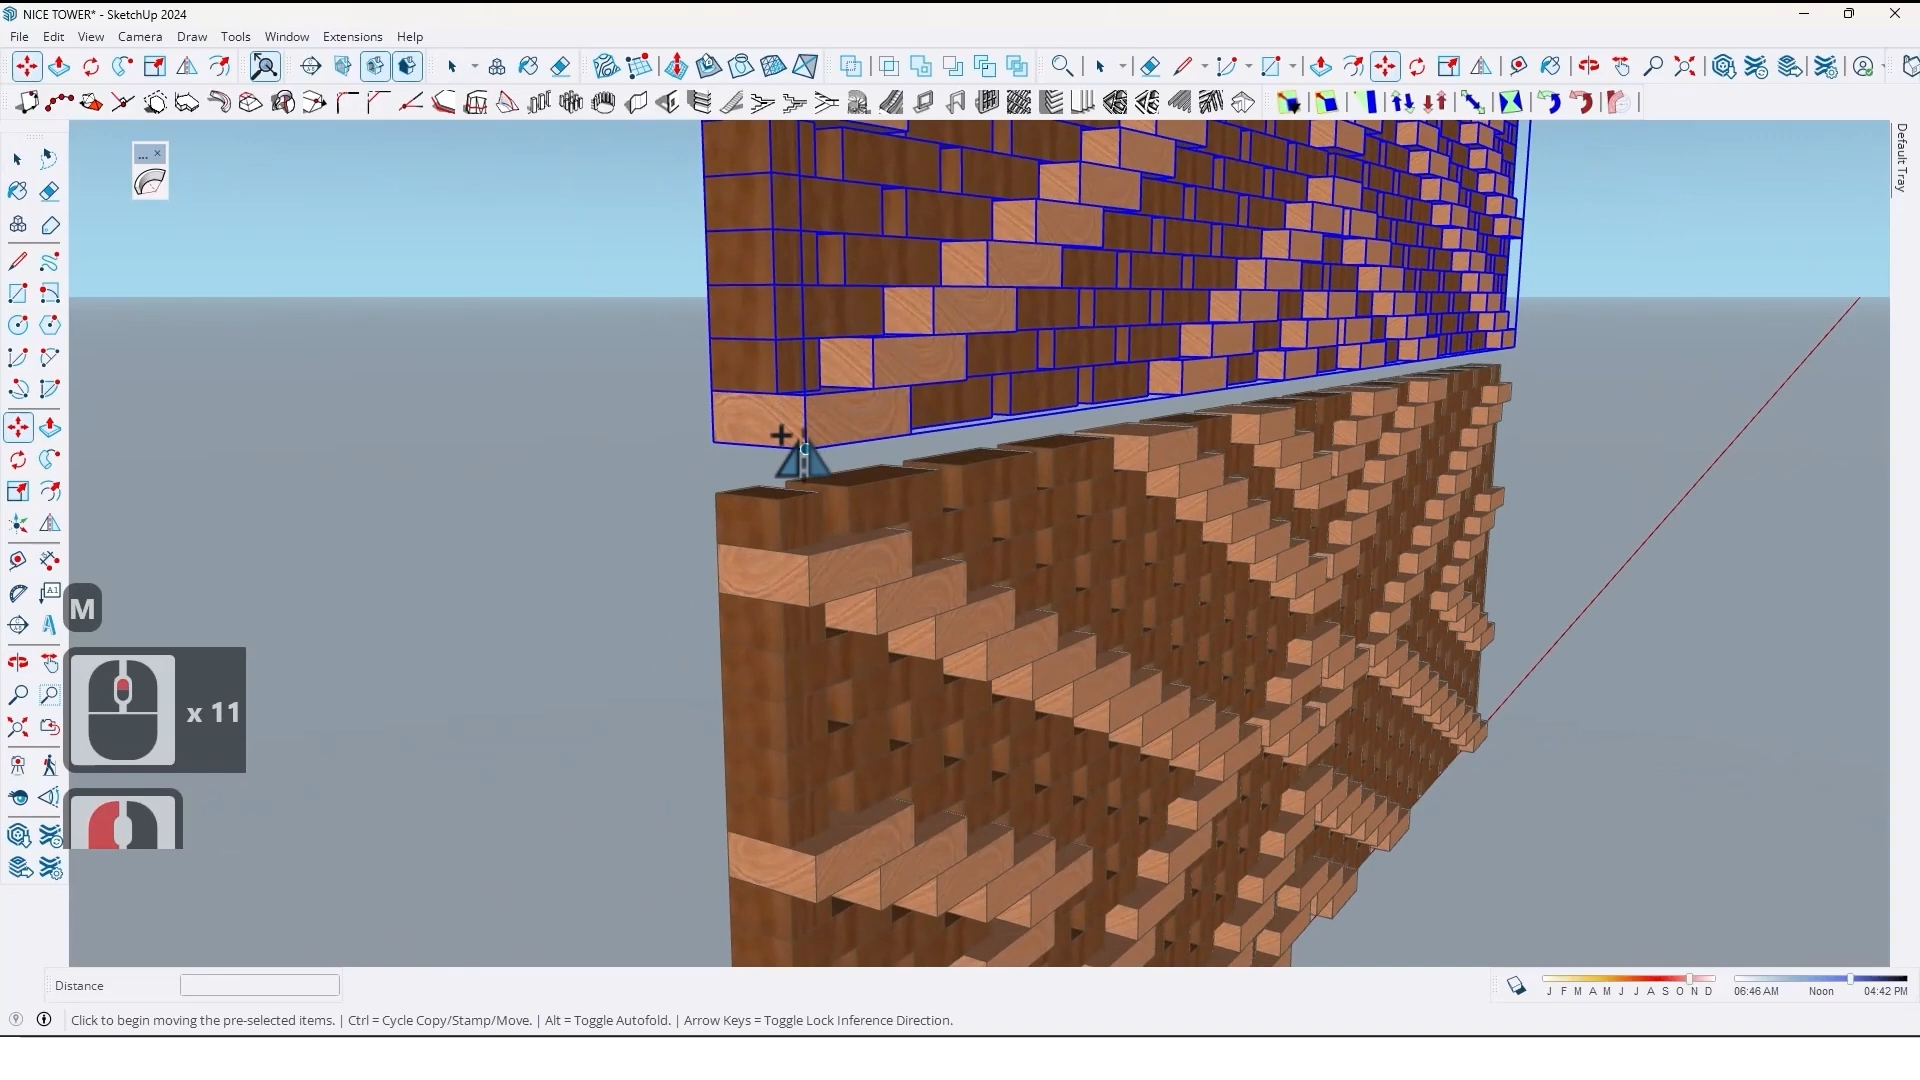 NICE TOWER* - SketchUp 2024
File Edit View Camera Draw Tools Window Extensions Help
...
Default Tray
A1
M
x 11
Distance
J F M A M J J A S O N D
06:46 AM Noon 04:42 PM
Click to begin moving the pre-selected items. | Ctrl = Cycle Copy/Stamp/Move. | Alt = Toggle Autofold. | Arrow Keys = Toggle Lock Inference Direction.